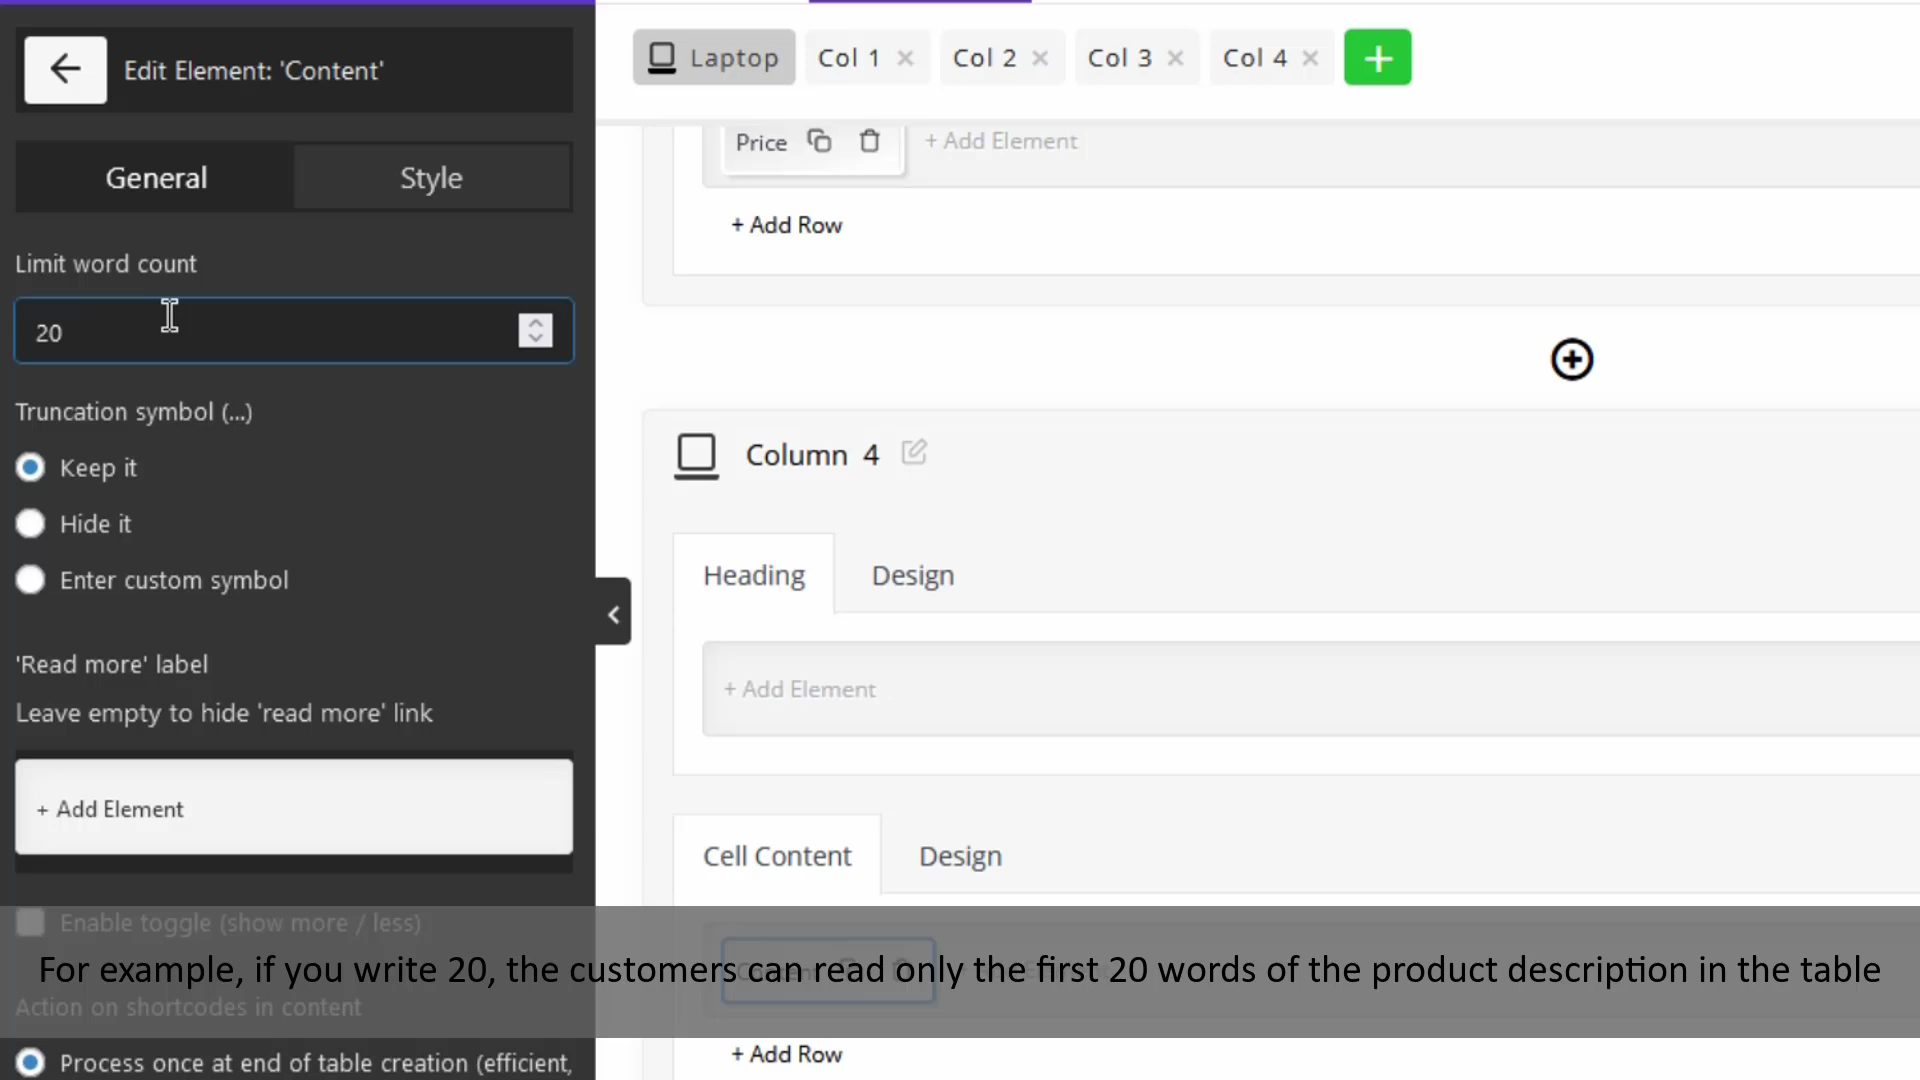 Edit Element: 'Content'
General
Style
Limit word count
20
Truncation symbol (...)
Keep it
Hide it
Enter custom symbol
'Read more' label
Leave empty to hide 'read more' link
+ Add Element
Enable toggle (show more / less)
Action on shortcodes in content
Process once at end of table creation (efficient,
Laptop
Col 1 ×
Col 2 ×
Col 3 ×
Col 4 ×
+
Price
+ Add Element
+ Add Row
Column 4
Heading
Design
+ Add Element
Cell Content
Design
+ Add Row
For example, if you write 20, the customers can read only the first 20 words of the product description in the table